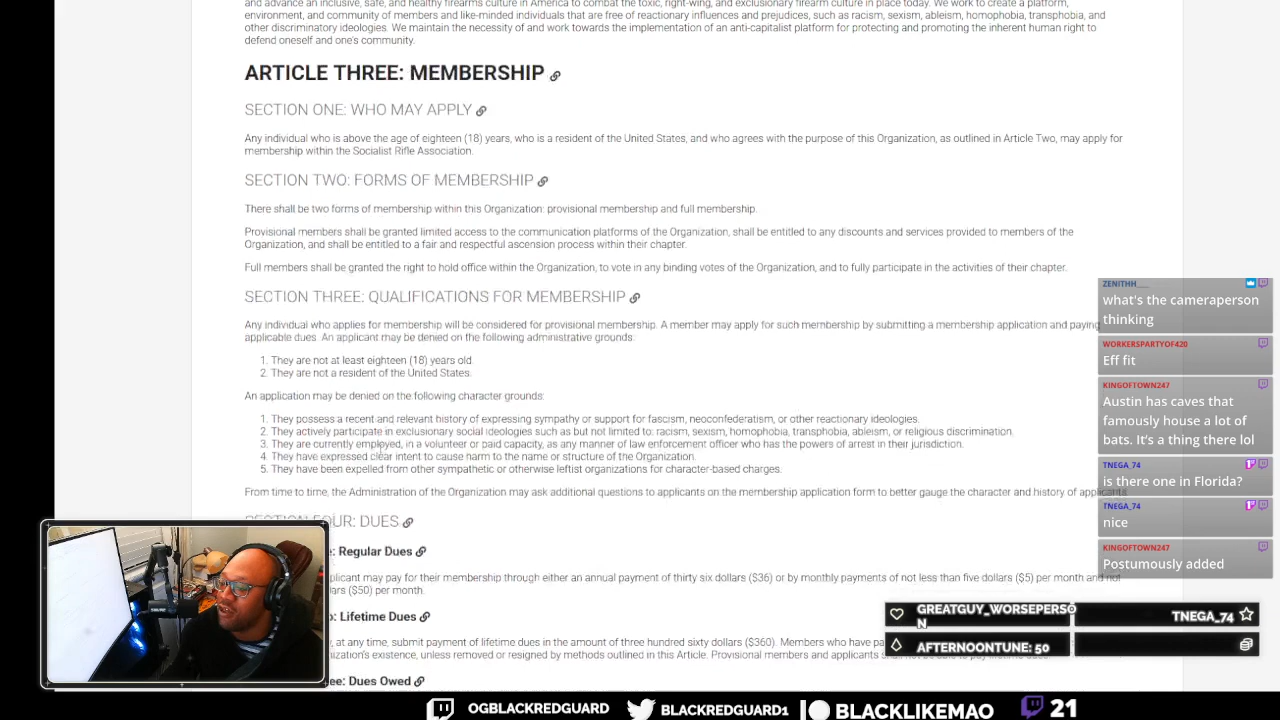 and advance an inclusive, safe, and healthy firearms culture in America to combat the toxic, right-wing, and exclusionary firearm culture in place today. We work to create a platform,
environment, and community of members and like-minded individuals that are free of reactionary influences and prejudices, such as racism, sexism, ableism, homophobia, transphobia, and
other discriminatory ideologies. We maintain the necessity of and work towards the implementation of an anti-capitalist platform for protecting and promoting the inherent human right to
defend oneself and one's community.
ARTICLE THREE: MEMBERSHIP
SECTION ONE: WHO MAY APPLY
Any individual who is above the age of eighteen (18) years, who is a resident of the United States, and who agrees with the purpose of this Organization, as outlined in Article Two, may apply for
membership within the Socialist Rifle Association.
SECTION TWO: FORMS OF MEMBERSHIP
There shall be two forms of membership within this Organization: provisional membership and full membership.
Provisional members shall be granted limited access to the communication platforms of the Organization, shall be entitled to any discounts and services provided to members of the
Organization, and shall be entitled to a fair and respectful ascension process within their chapter.
Full members shall be granted the right to hold office within the Organization, to vote in any binding votes of the Organization, and to fully participate in the activities of their chapter.
SECTION THREE: QUALIFICATIONS FOR MEMBERSHIP
Any individual who applies for membership will be considered for provisional membership. A member may apply for such membership by submitting a membership application and paying
applicable dues. An applicant may be denied on the following administrative grounds:
1. They are not at least eighteen (18) years old.
2. They are not a resident of the United States.
An application may be denied on the following character grounds:
1. They possess a recent and relevant history of expressing sympathy or support for fascism, neoconfederatism, or other reactionary ideologies.
2. They actively participate in exclusionary social ideologies such as but not limited to: racism, sexism, homophobia, transphobia, ableism, or religious discrimination.
3. They are currently employed, in a volunteer or paid capacity, as any manner of law enforcement officer who has the powers of arrest in their jurisdiction.
4. They have expressed clear intent to cause harm to the name or structure of the Organization.
5. They have been expelled from other sympathetic or otherwise leftist organizations for character-based charges.
From time to time, the Administration of the Organization may ask additional questions to applicants on the membership application form to better gauge the character and history of applicants.
SECTION FOUR: DUES
e: Regular Dues
plicant may pay for their membership through either an annual payment of thirty six dollars ($36) or by monthly payments of not less than five dollars ($5) per month and not
ars ($50) per month.
o: Lifetime Dues
, at any time, submit payment of lifetime dues in the amount of three hundred sixty dollars ($360). Members who have pa
ization's existence, unless removed or resigned by methods outlined in this Article. Provisional members and applicants shall not be able to pay lifetime dues.
ee: Dues Owed
ZENITHH___
what's the cameraperson
thinking
WORKERSPARTYOF420
Eff fit
KINGOFTOWN247
Austin has caves that
famously house a lot of
bats. It's a thing there lol
TNEGA_74
is there one in Florida?
TNEGA_74
nice
KINGOFTOWN247
Postumously added
GREATGUY_WORSEPERSO
N
TNEGA_74
AFTERNOONTUNE: 50
OGBLACKREDGUARD
BLACKREDGUARD1
BLACKLIKEMAO
21